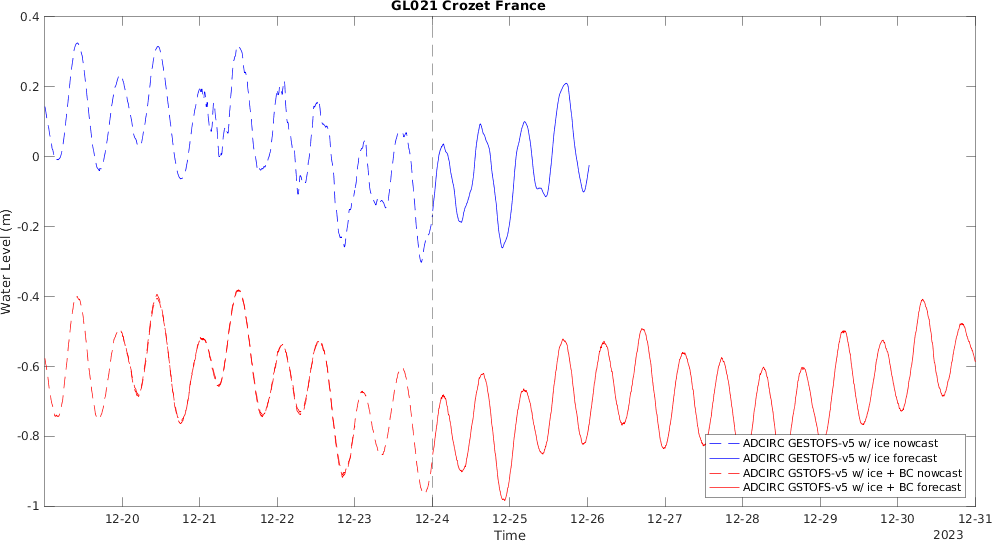 GL021 Crozet France
0.4
0.2
0
-0.2
-0.4
-0.6
-0.8
-1
Water Level (m)
ADCIRC GESTOFS-v5 w/ ice nowcast
ADCIRC GESTOFS-v5 w/ ice forecast
ADCIRC GSTOFS-v5 w/ ice + BC nowcast
ADCIRC GSTOFS-v5 w/ ice + BC forecast
12-20 12-21 12-22 12-23 12-24 12-25 12-26 12-27 12-28 12-29 12-30 12-31
Time
2023